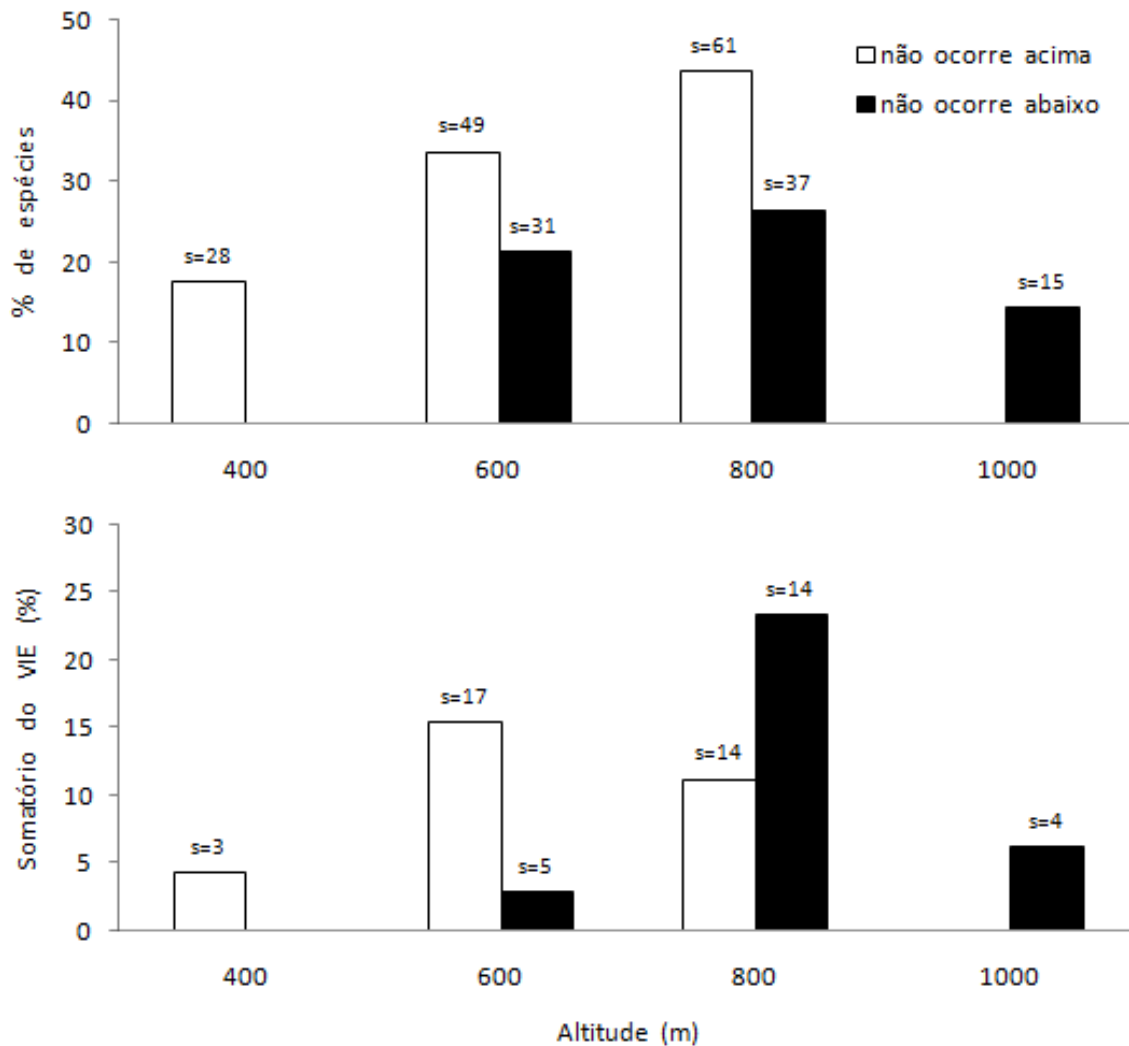 50
s=61
não ocorre acima
não ocorre abaixo
40
s=49
s=37
30
s=31
s=28
20
s=15
10
0
% de espécies
400 600 800 1000
30
25
s=14
20
s=17
15
s=14
10
s=3
s=5
s=4
5
0
Somatório do VIE (%)
400 600 800 1000
Altitude (m)